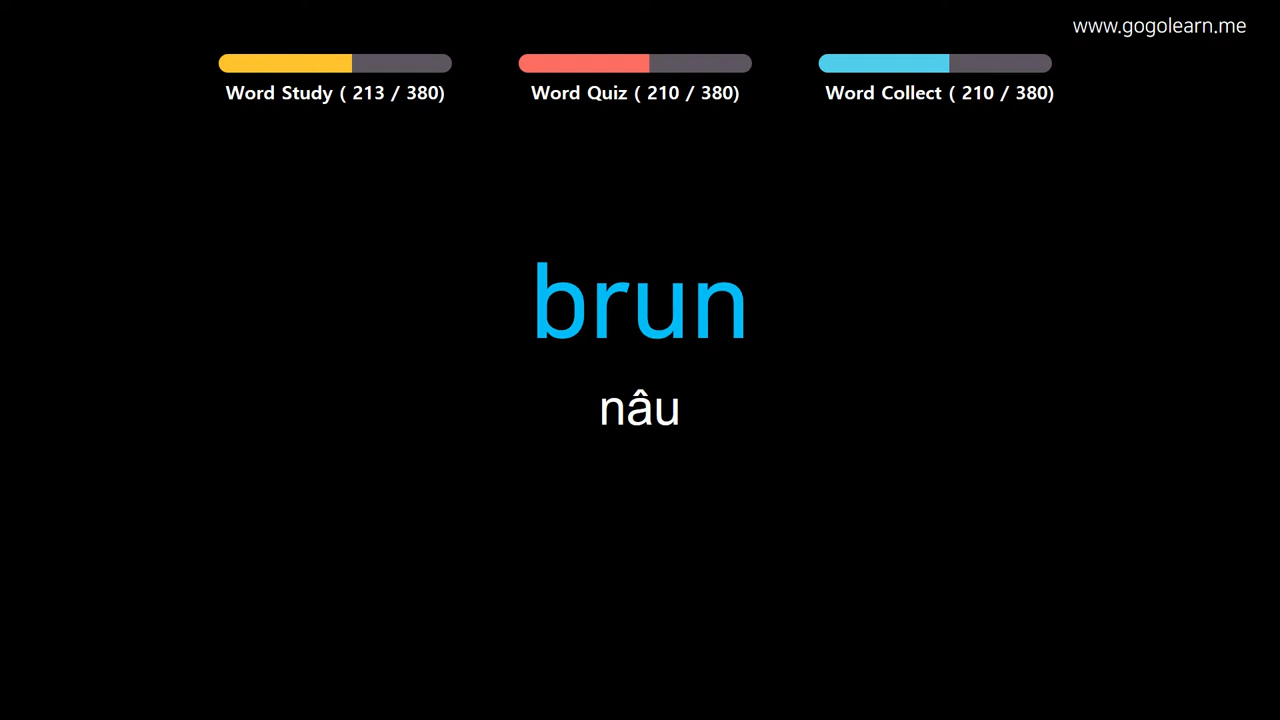 www.gogolearn.me
Word Study ( 213 / 380)
Word Quiz ( 210 / 380)
Word Collect ( 210 / 380)
brun
nâu